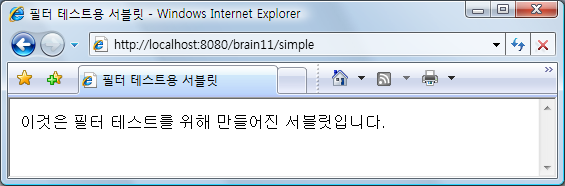 필터 테스트용 서블릿 - Windows Internet Explorer
http://localhost:8080/brain11/simple
필터 테스트용 서블릿
이것은 필터 테스트를 위해 만들어진 서블릿입니다.